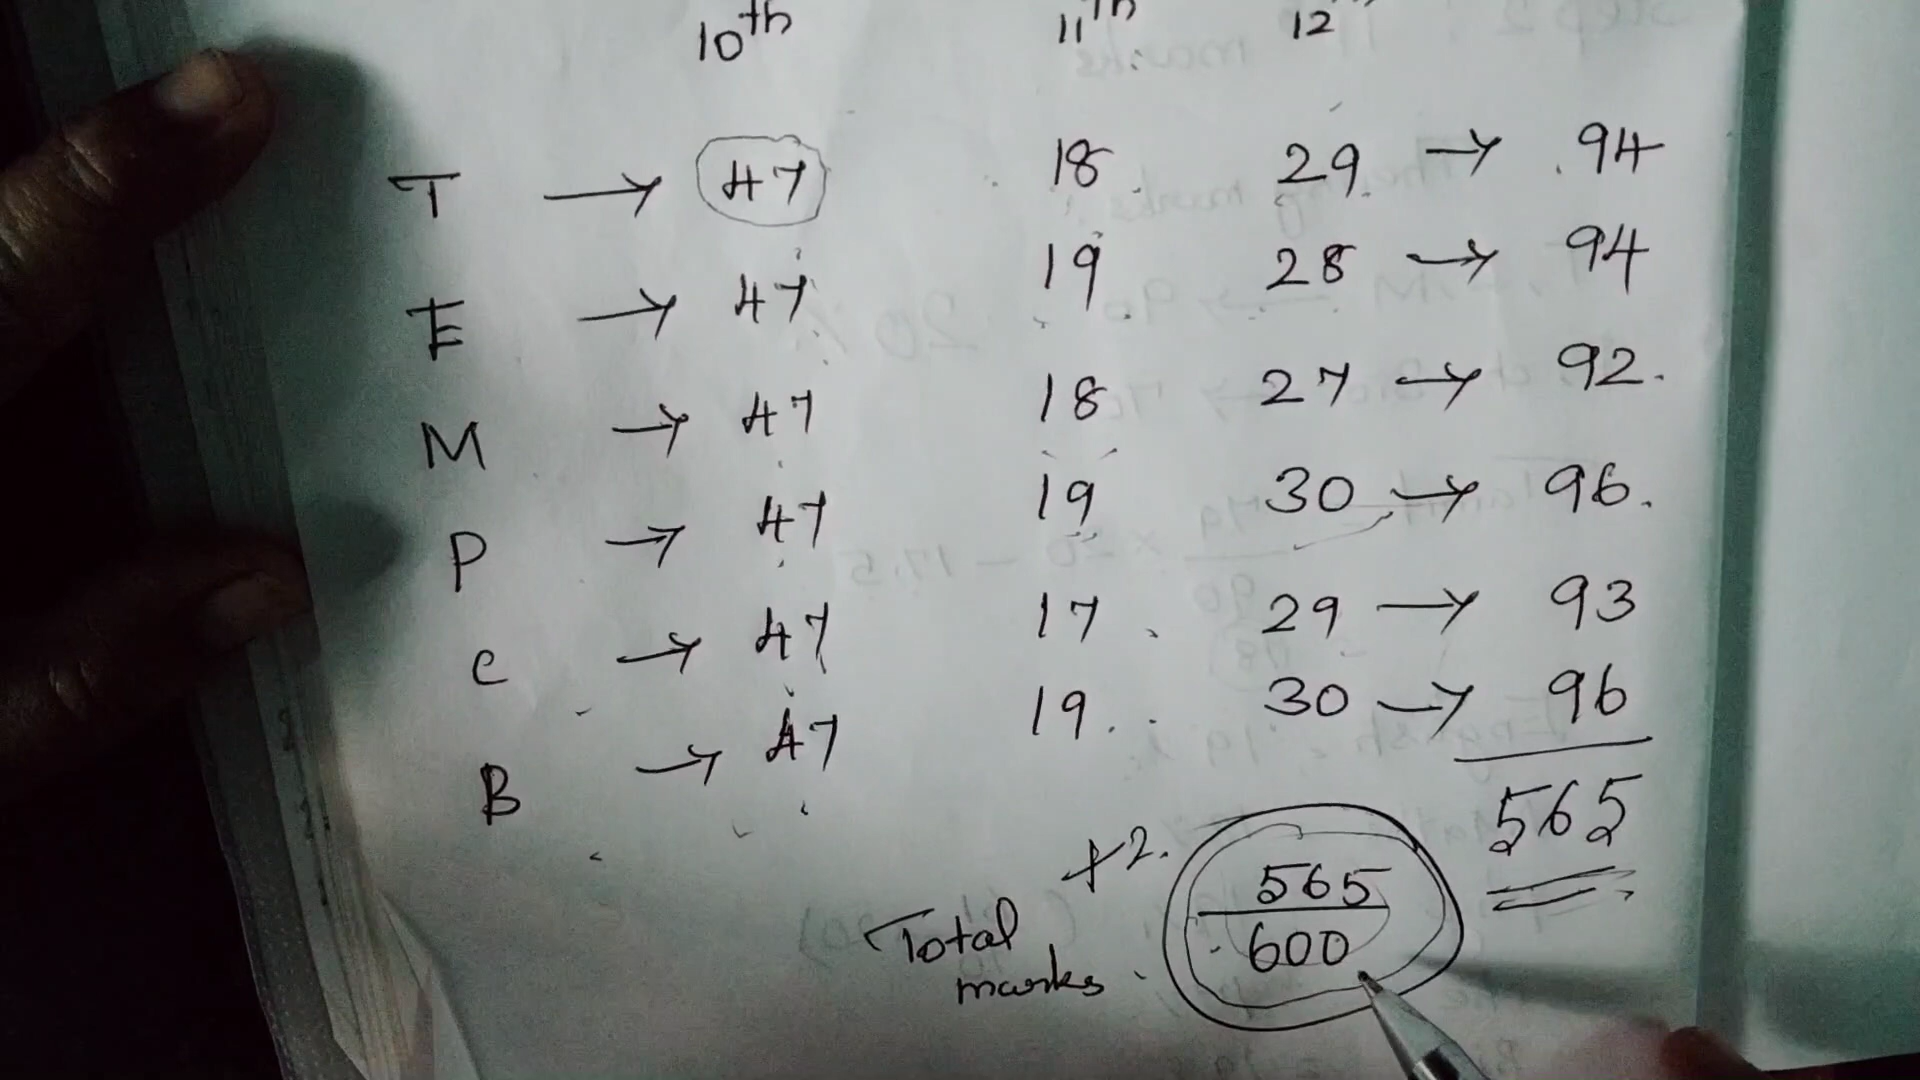 10th 11th 12
T → 47 18 29 → 94
E → 47 19 28 → 94
M → 47 18 27 → 92.
P → 47 19 30 → 96.
C → 47 17 29 → 93
B → 47 19. 30 → 96
565
+2.
Total marks.
565
600